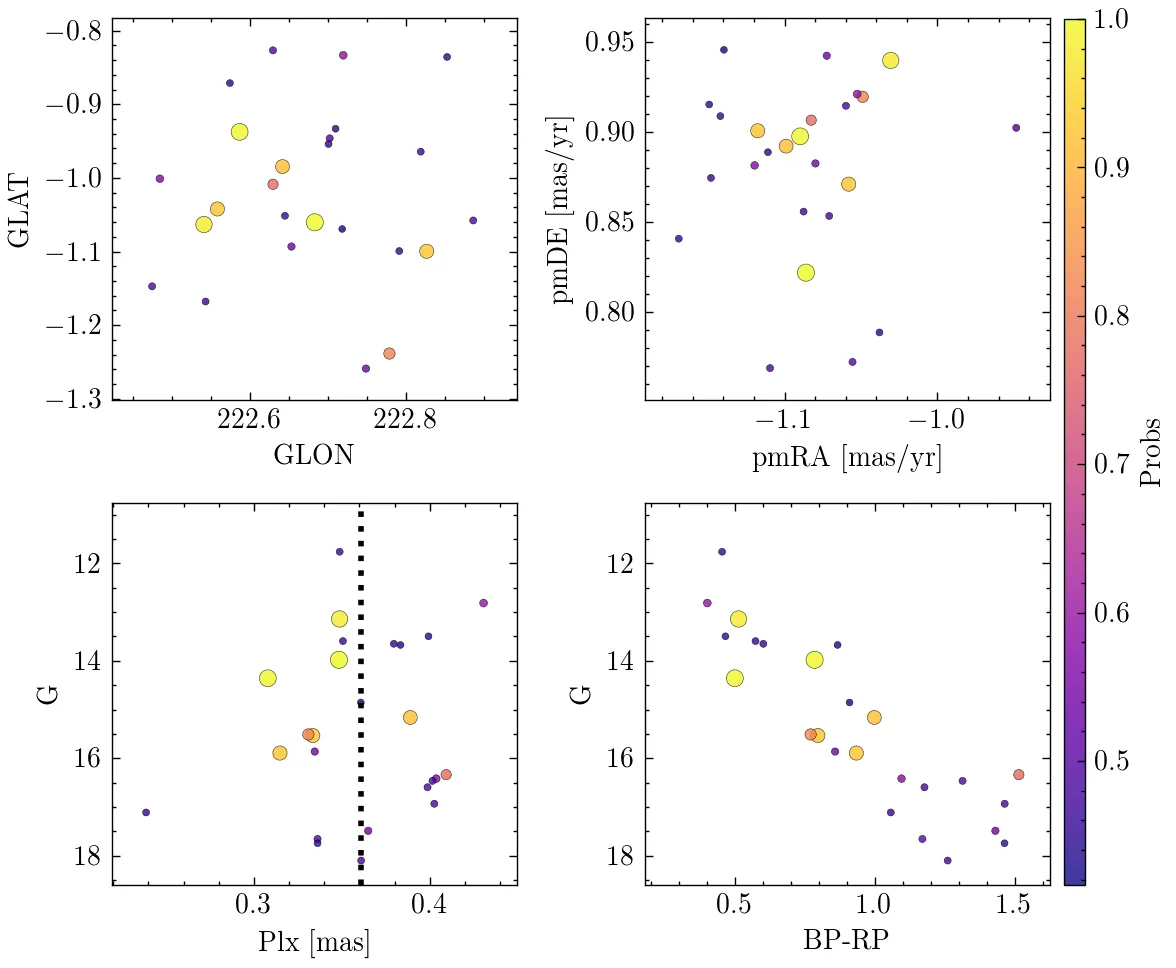 −0.8
−0.9
−1.0
−1.1
−1.2
−1.3
GLAT
222.6 222.8
GLON
0.95
0.90
0.85
0.80
pmDE [mas/yr]
−1.1 −1.0
pmRA [mas/yr]
12
14
16
18
G
0.3 0.4
Plx [mas]
12
14
16
18
G
0.5 1.0 1.5
BP-RP
1.0
0.9
0.8
0.7
0.6
0.5
Probs